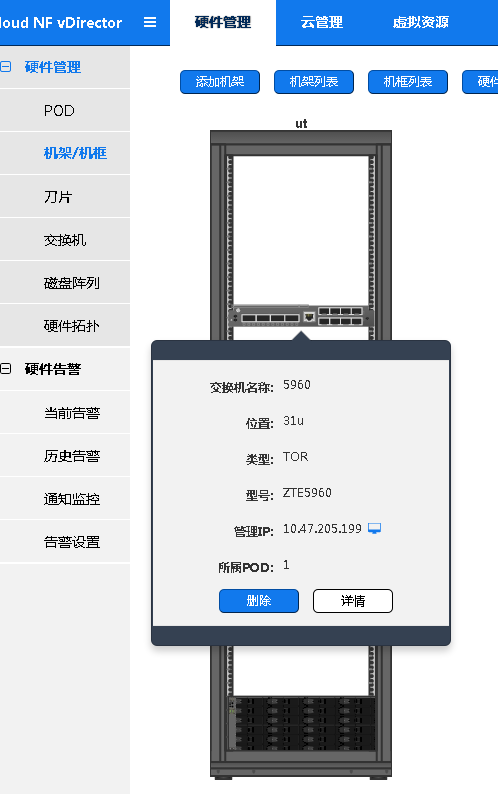 loud NF vDirector
硬件管理 云管理 虚拟资源
硬件管理
POD
机架/机框
刀片
交换机
磁盘阵列
硬件拓扑
硬件告警
当前告警
历史告警
通知监控
告警设置
添加机架 机架列表 机框列表 硬件
ut
交换机名称: 5960
位置: 31u
类型: TOR
型号: ZTE5960
管理IP: 10.47.205.199
所属POD: 1
删除 详情